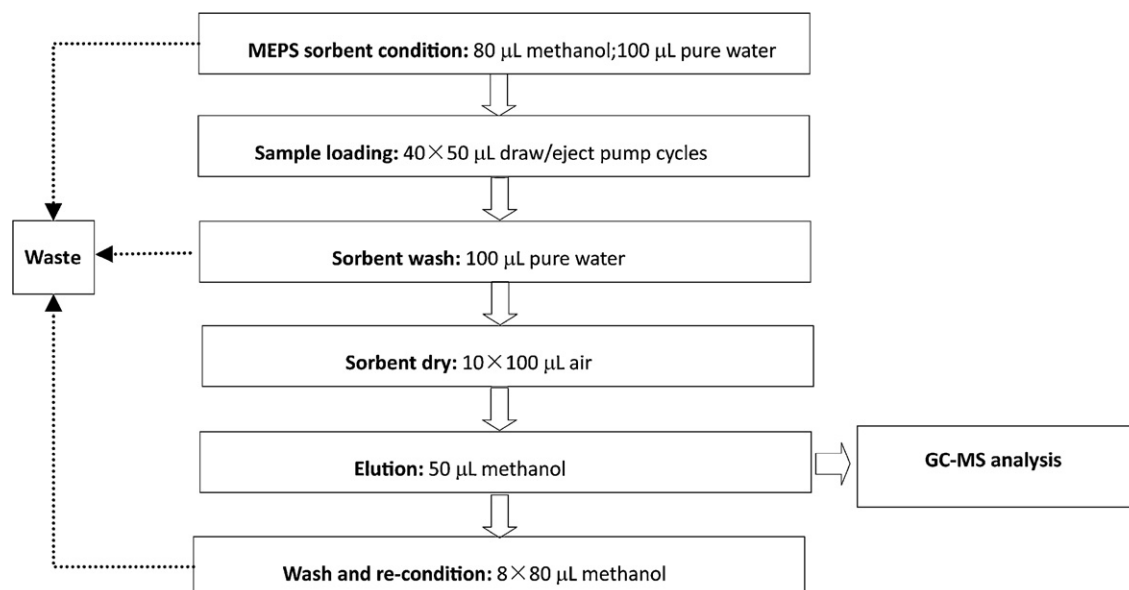 MEPS sorbent condition: 80 μL methanol;100 μL pure water
Sample loading: 40×50 μL draw/eject pump cycles
Waste
Sorbent wash: 100 μL pure water
Sorbent dry: 10×100 μL air
Elution: 50 μL methanol
GC-MS analysis
Wash and re-condition: 8×80 μL methanol